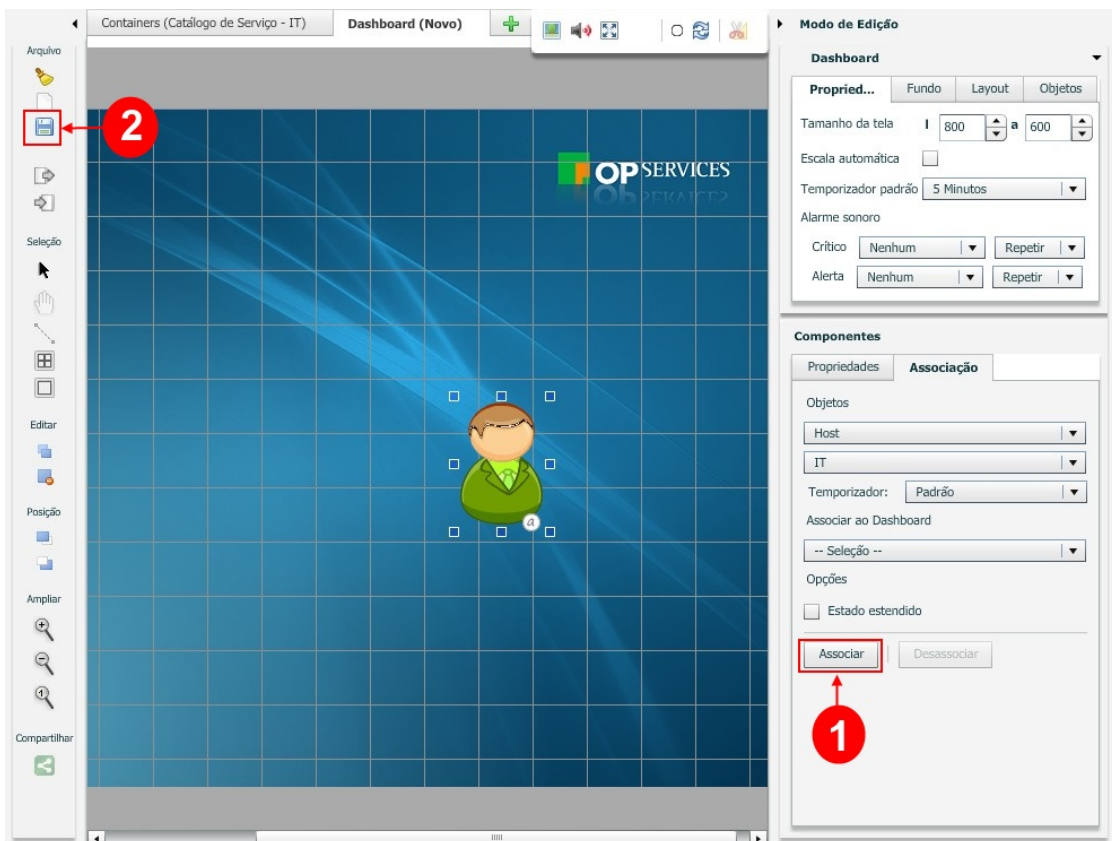 Containers (Catálogo de Serviço - IT)
Dashboard (Novo)
Arquivo
2
Seleção
Editar
Posição
Ampliar
Compartilhar
OPSERVICES
a
Modo de Edição
Dashboard
Propried... Fundo Layout Objetos
Tamanho da tela l 800 a 600
Escala automática
Temporizador padrão 5 Minutos
Alarme sonoro
Crítico Nenhum Repetir
Alerta Nenhum Repetir
Componentes
Propriedades Associação
Objetos
Host
IT
Temporizador: Padrão
Associar ao Dashboard
-- Seleção --
Opções
Estado estendido
Associar Desassociar
1